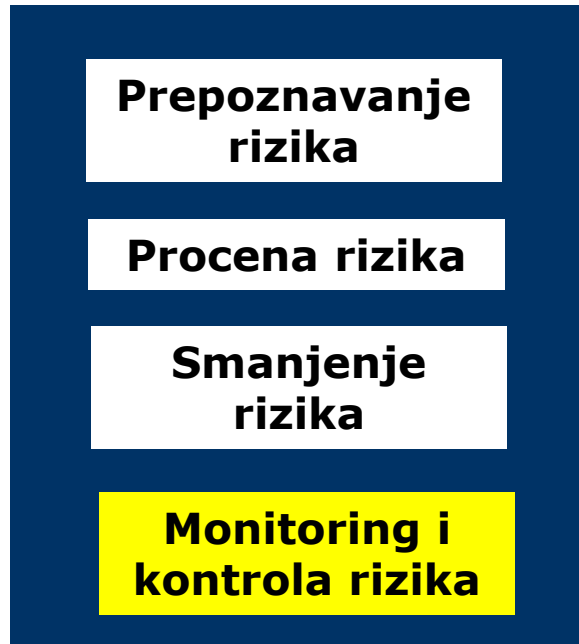 Prepoznavanje
rizika
Procena rizika
Smanjenje
rizika
Monitoring i
kontrola rizika